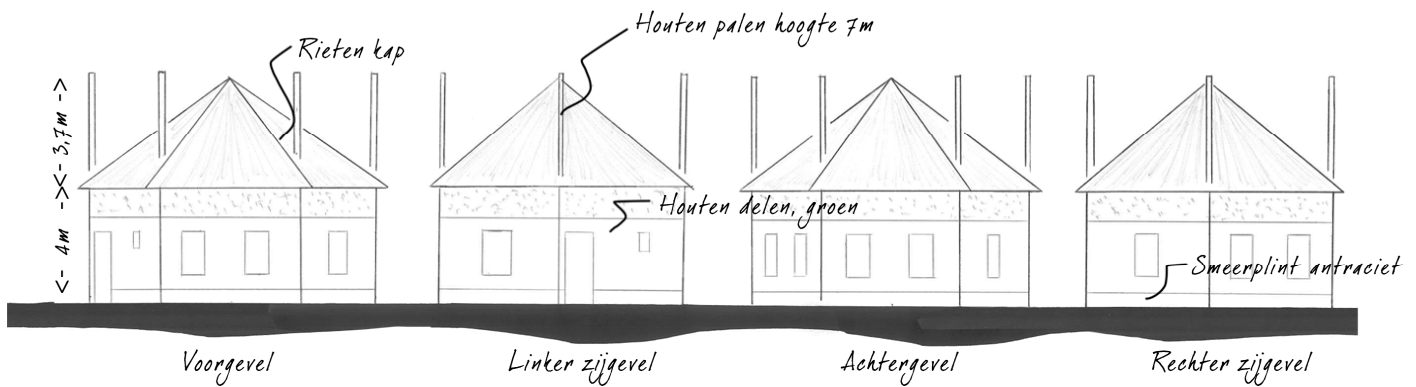 Houten palen hoogte 7m
Rieten kap
<- 4m -><- 3,7m ->
Houten delen, groen
Smeerplint antraciet
Voorgevel
Linker zijgevel
Achtergevel
Rechter zijgevel